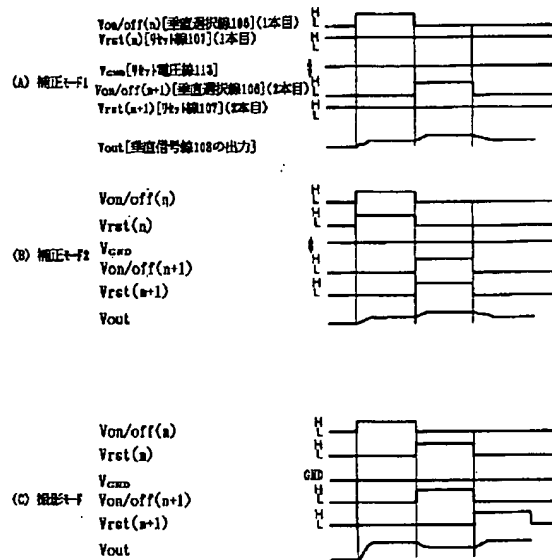 Von/off(n)[垂直選択線106](1本目)
Vrst(n)[リセット線107](1本目)
(A) 補正モード1
VGND[リセット電圧線113]
Von/off(n+1)[垂直選択線106](2本目)
Vrst(n+1)[リセット線107](2本目)
Vout[垂直信号線108の出力]
H
L
H
L
H
L
H
L
Von/off(n)
Vrst(n)
(B) 補正モード2
VGND
Von/off(n+1)
Vrst(n+1)
Vout
H
L
H
L
H
L
H
L
Von/off(n)
Vrst(n)
VGND
(C) 撮影モード
Von/off(n+1)
Vrst(n+1)
Vout
H
L
H
L
GND
H
L
H
L